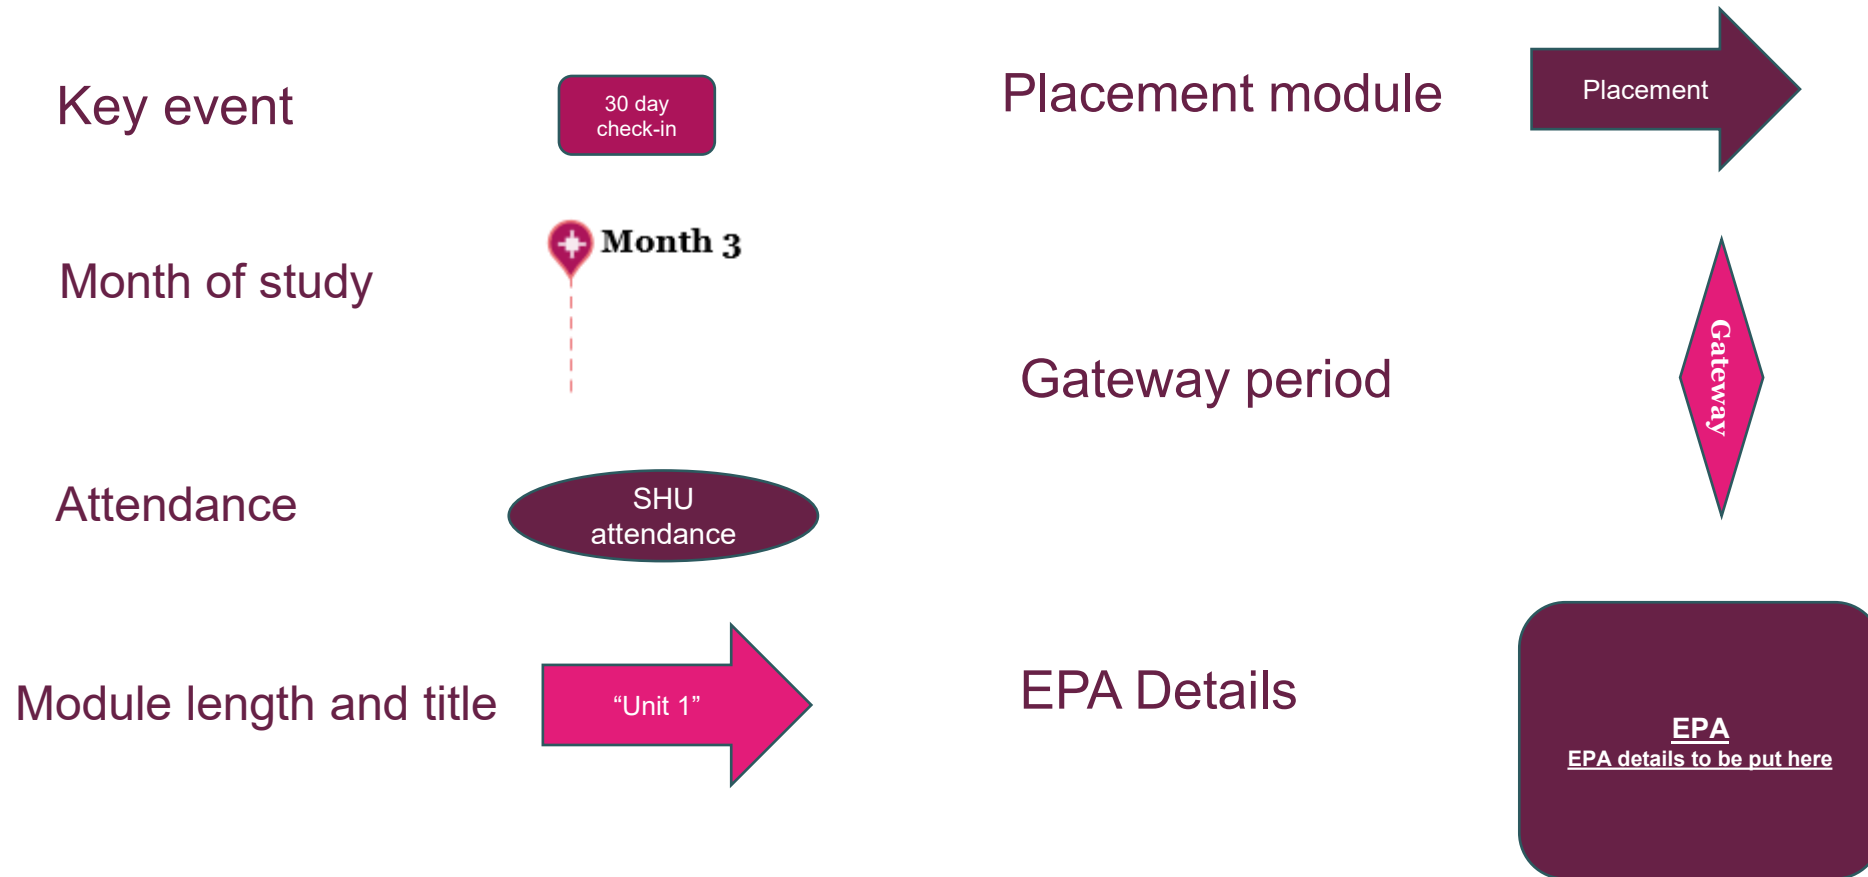 Key event
30 day
check-in
Month of study
Month 3
Attendance
SHU
attendance
Module length and title
“Unit 1”
Placement module
Placement
Gateway period
Gateway
EPA Details
EPA
EPA details to be put here